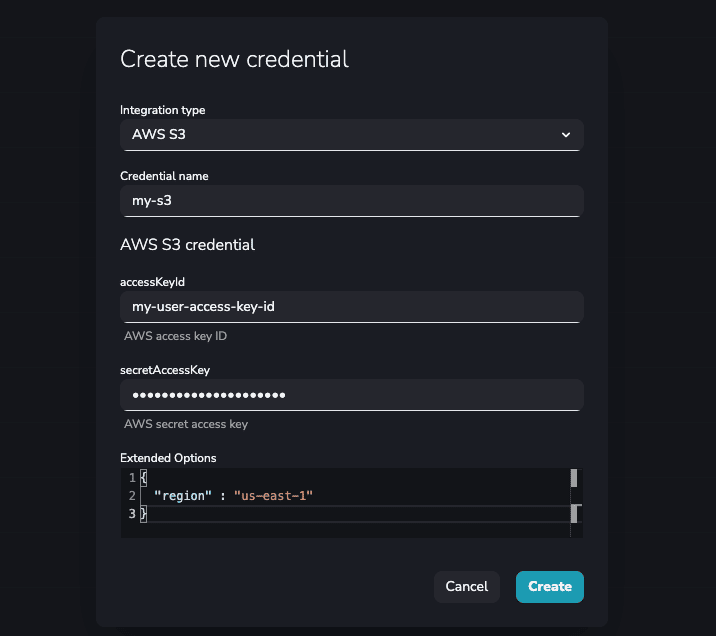 Create new credential
Integration type
AWS S3
Credential name
my-s3
AWS S3 credential
accessKeyId
my-user-access-key-id
AWS access key ID
secretAccessKey
•••••••••••••••••••••
AWS secret access key
Extended Options
1 {
2 "region" : "us-east-1"
3 }
Cancel
Create